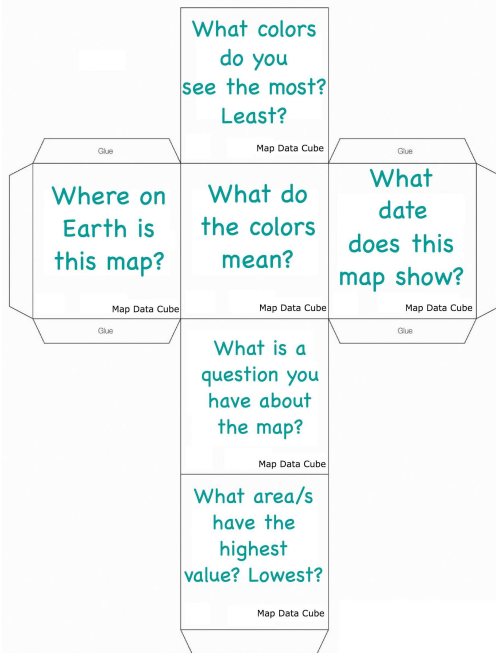 What colors
do you
see the most?
Least?
Map Data Cube
Glue
Glue
Where on
Earth is
this map?
Map Data Cube
What do
the colors
mean?
Map Data Cube
What
date
does this
map show?
Map Data Cube
Glue
Glue
What is a
question you
have about
the map?
Map Data Cube
What area/s
have the
highest
value? Lowest?
Map Data Cube